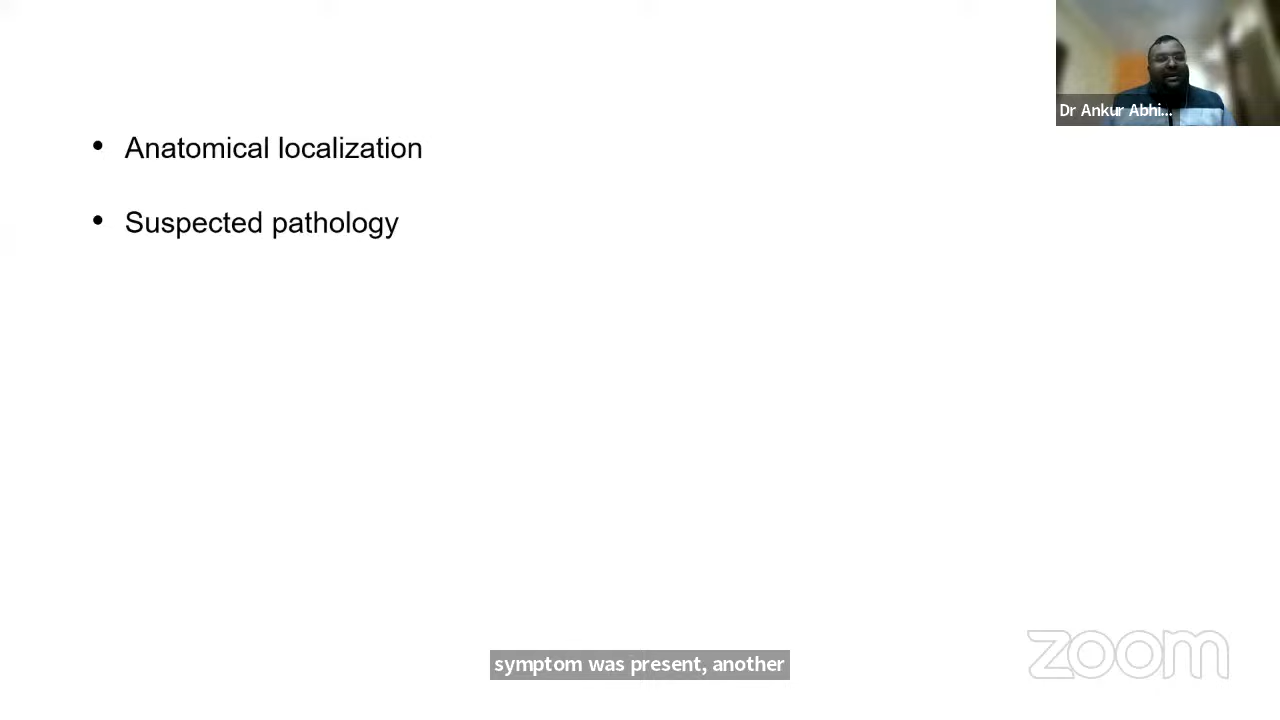 Dr Ankur Abhi...
• Anatomical localization
• Suspected pathology
symptom was present, another
zoom